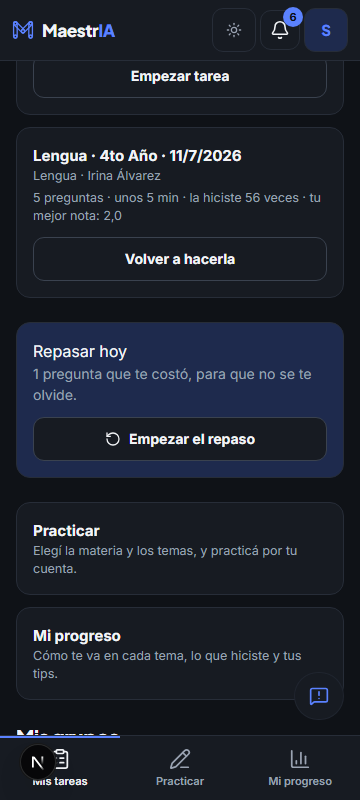 MaestrIA
6
S
Empezar tarea
Lengua · 4to Año · 11/7/2026
Lengua · Irina Álvarez
5 preguntas · unos 5 min · la hiciste 56 veces · tu
mejor nota: 2,0
Volver a hacerla
Repasar hoy
1 pregunta que te costó, para que no se te
olvide.
Empezar el repaso
Practicar
Elegí la materia y los temas, y practicá por tu
cuenta.
Mi progreso
Cómo te va en cada tema, lo que hiciste y tus
tips.
N
Mis tareas
Practicar
Mi progreso